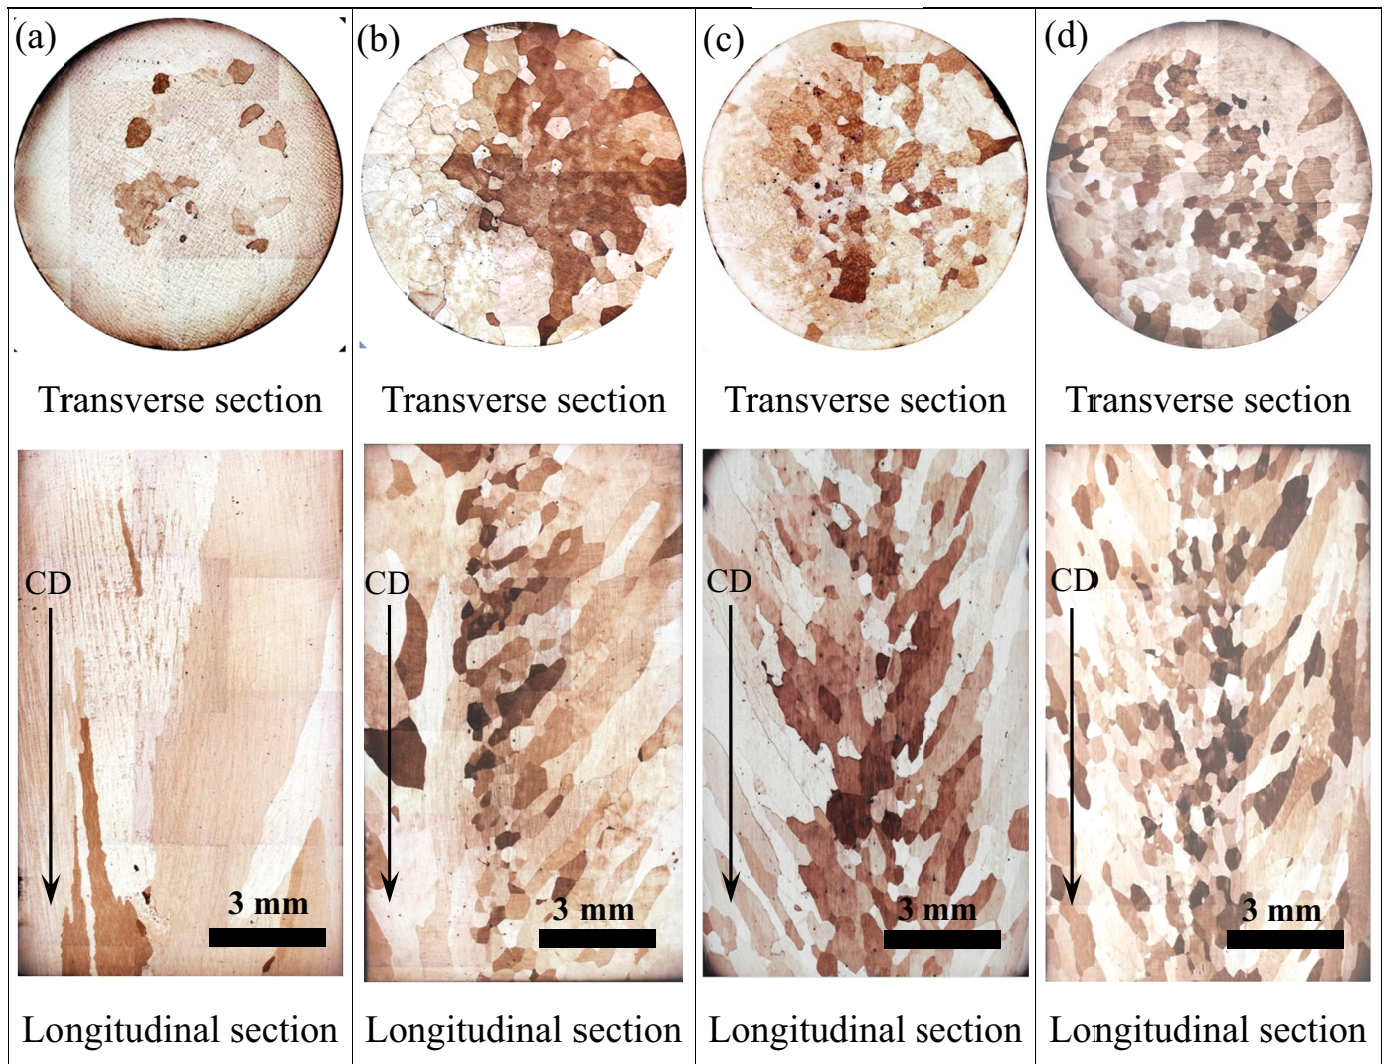 (a)
(b)
(c)
(d)
Transverse section
Transverse section
Transverse section
Transverse section
CD
CD
CD
CD
3 mm
3 mm
3 mm
3 mm
Longitudinal section
Longitudinal section
Longitudinal section
Longitudinal section